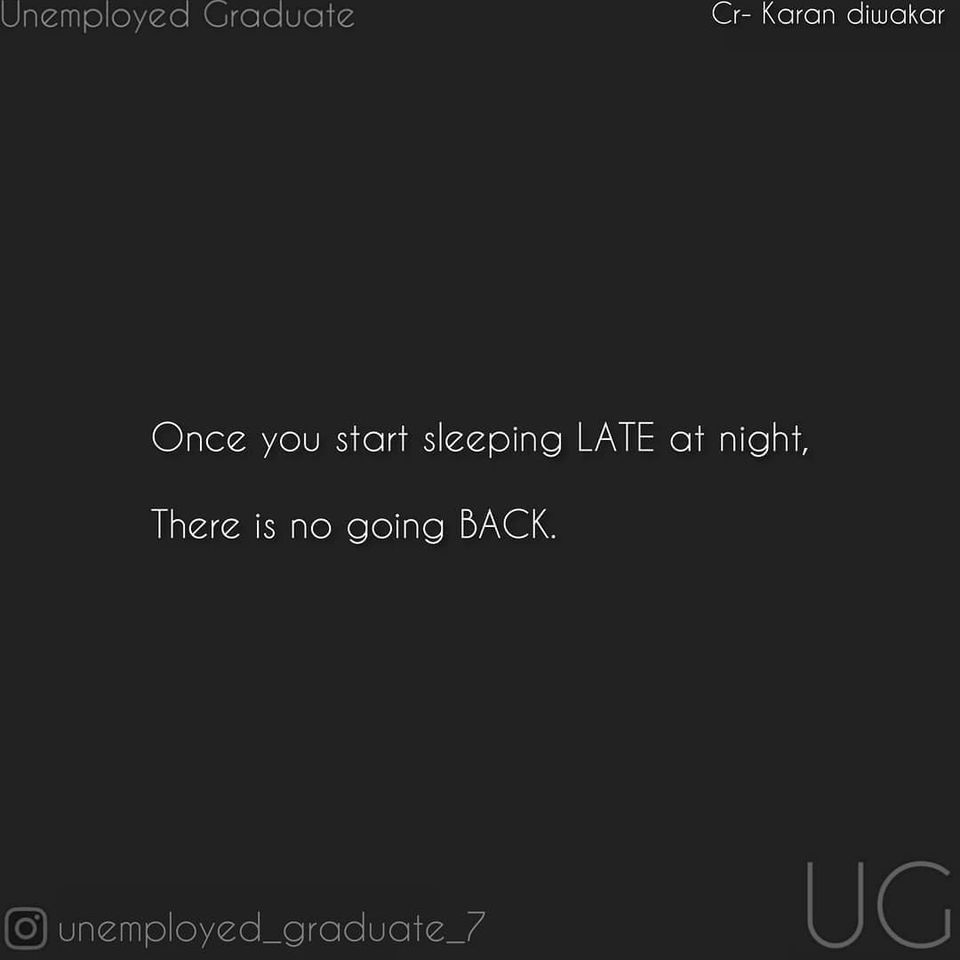 Unemployed Graduate
Cr- Karan diwakar
Once you start sleeping LATE at night,
There is no going BACK.
unemployed_graduate_7
UG